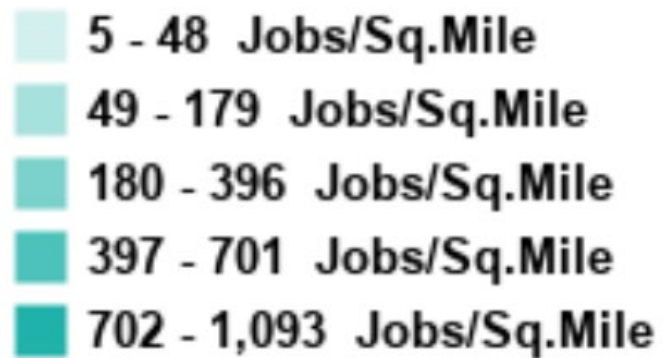 5 - 48 Jobs/Sq.Mile
49 - 179 Jobs/Sq.Mile
180 - 396 Jobs/Sq.Mile
397 - 701 Jobs/Sq.Mile
702 - 1,093 Jobs/Sq.Mile